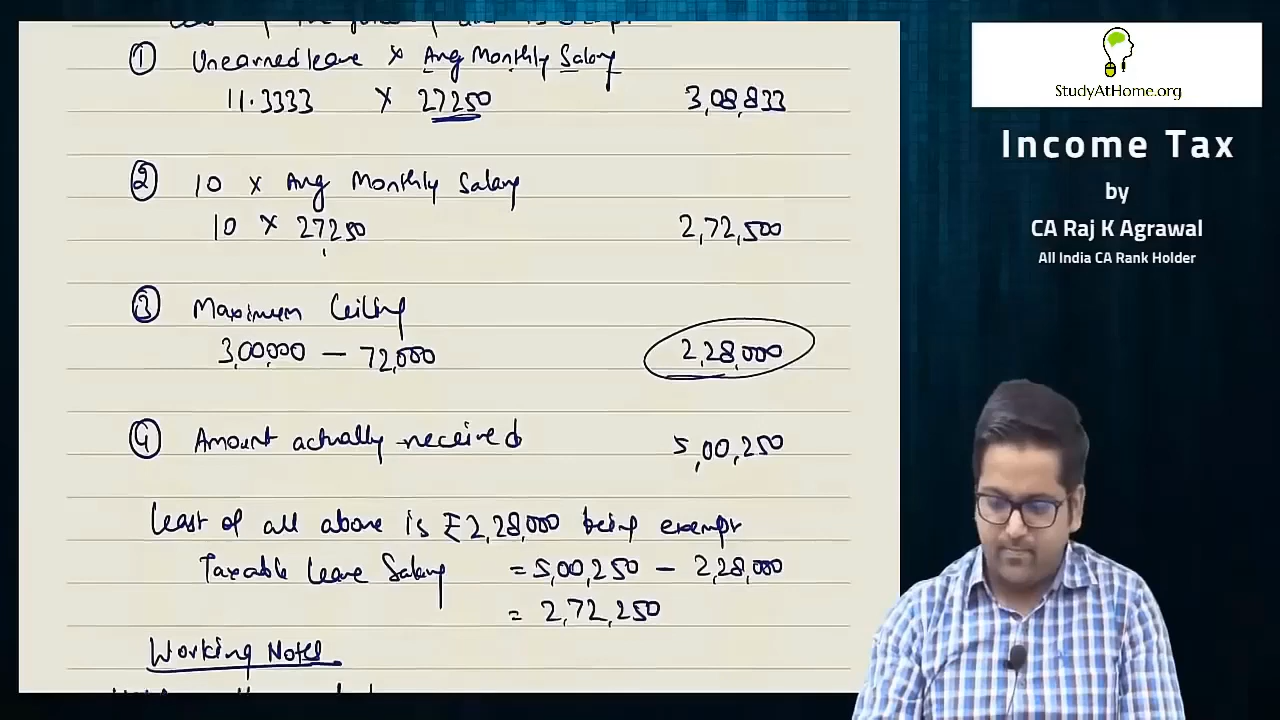 ① Unearned leave × Avg Monthly Salary
11.3333 × 27250 3,08,833
② 10 × Avg Monthly Salary
10 × 27250 2,72,500
③ Maximum Ceiling
3,00,000 — 72,000 2,28,000
④ Amount actually received 5,00,250
Least of all above is ₹2,28,000 being exempt
Taxable Leave Salary = 5,00,250 — 2,28,000
= 2,72,250
Working Notes
StudyAtHome.org
Income Tax
by
CA Raj K Agrawal
All India CA Rank Holder